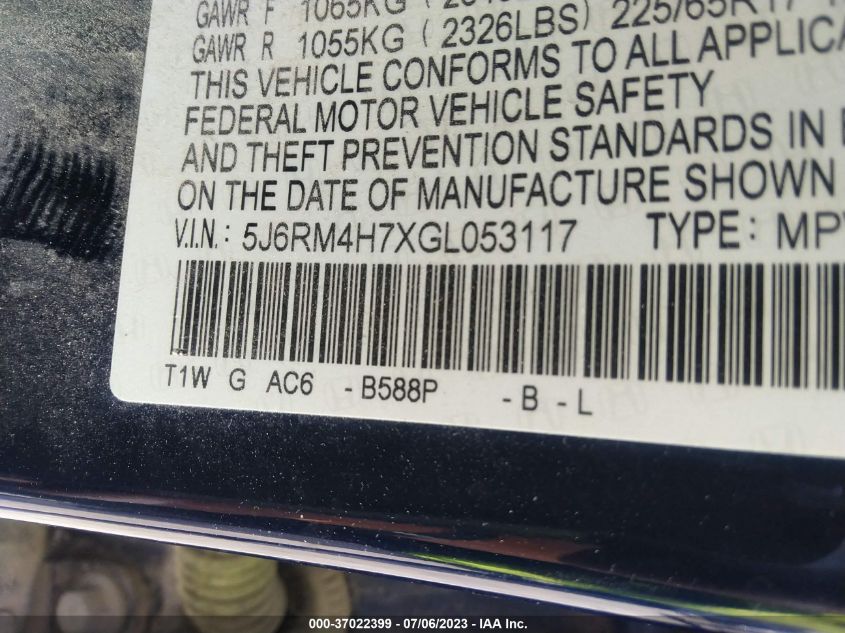 GAWR F 1065KG (
GAWR R 1055KG ( 2326LBS) 225/65R17
THIS VEHICLE CONFORMS TO ALL
FEDERAL MOTOR VEHICLE SAFETY
AND THEFT PREVENTION STANDARDS IN
ON THE DATE OF MANUFACTURE SHOWN
V.I.N.: 5J6RM4H7XGL053117 TYPE: MPV
T1W G AC6 -B588P -B-L
000-37022399 / 07/06/2023 - IAA Inc.